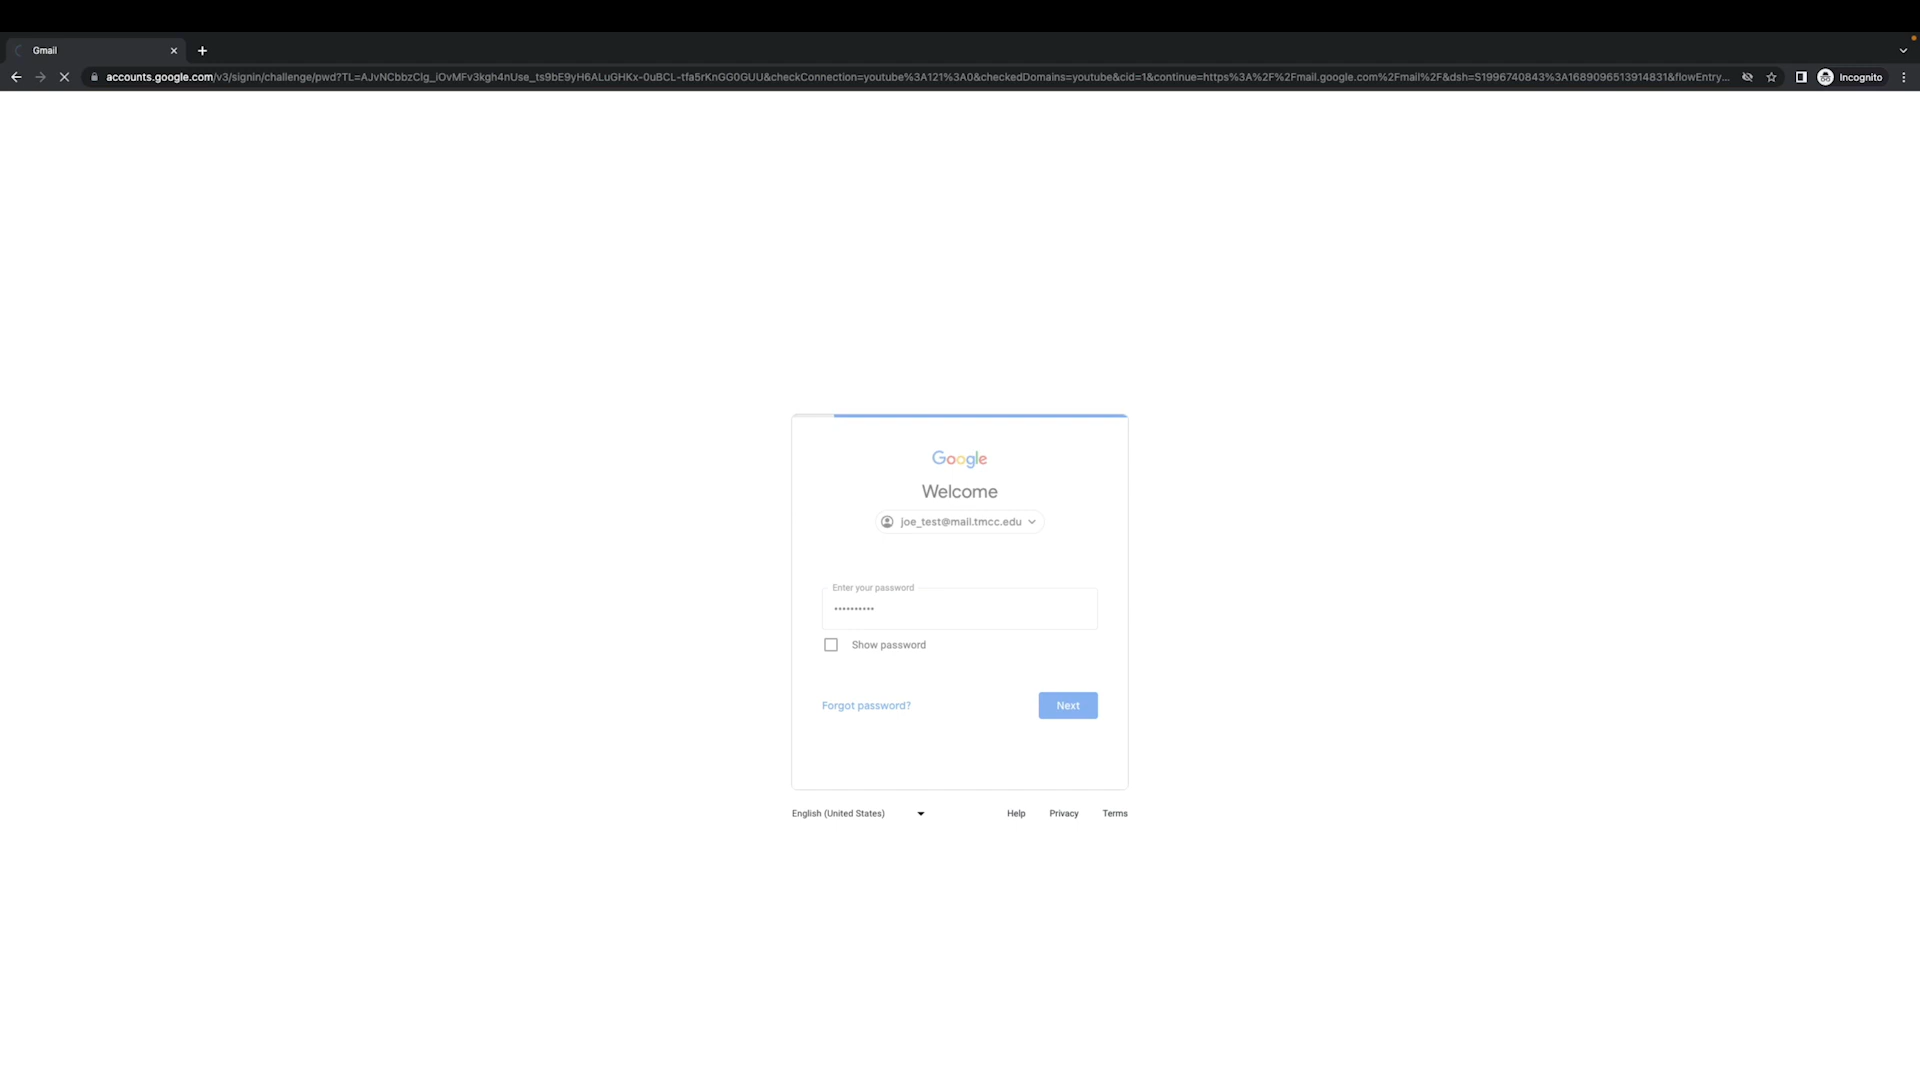 Gmail
accounts.google.com/v3/signin/challenge/pwd?TL=AJvNCbbzClg_iOvMFv3kgh4nUse_ts9bE9yH6ALuGHKx-0uBCL-tfa5rKnGG0GUU&checkConnection=youtube%3A121%3A0&checkedDomains=youtube&cid=1&continue=https%3A%2F%2Fmail.google.com%2Fmail%2F&dsh=S1996740843%3A1689096513914831&flowEntry...
Incognito
Google
Welcome
joe_test@mail.tmcc.edu
Enter your password
Show password
Forgot password?
Next
English (United States)
Help
Privacy
Terms